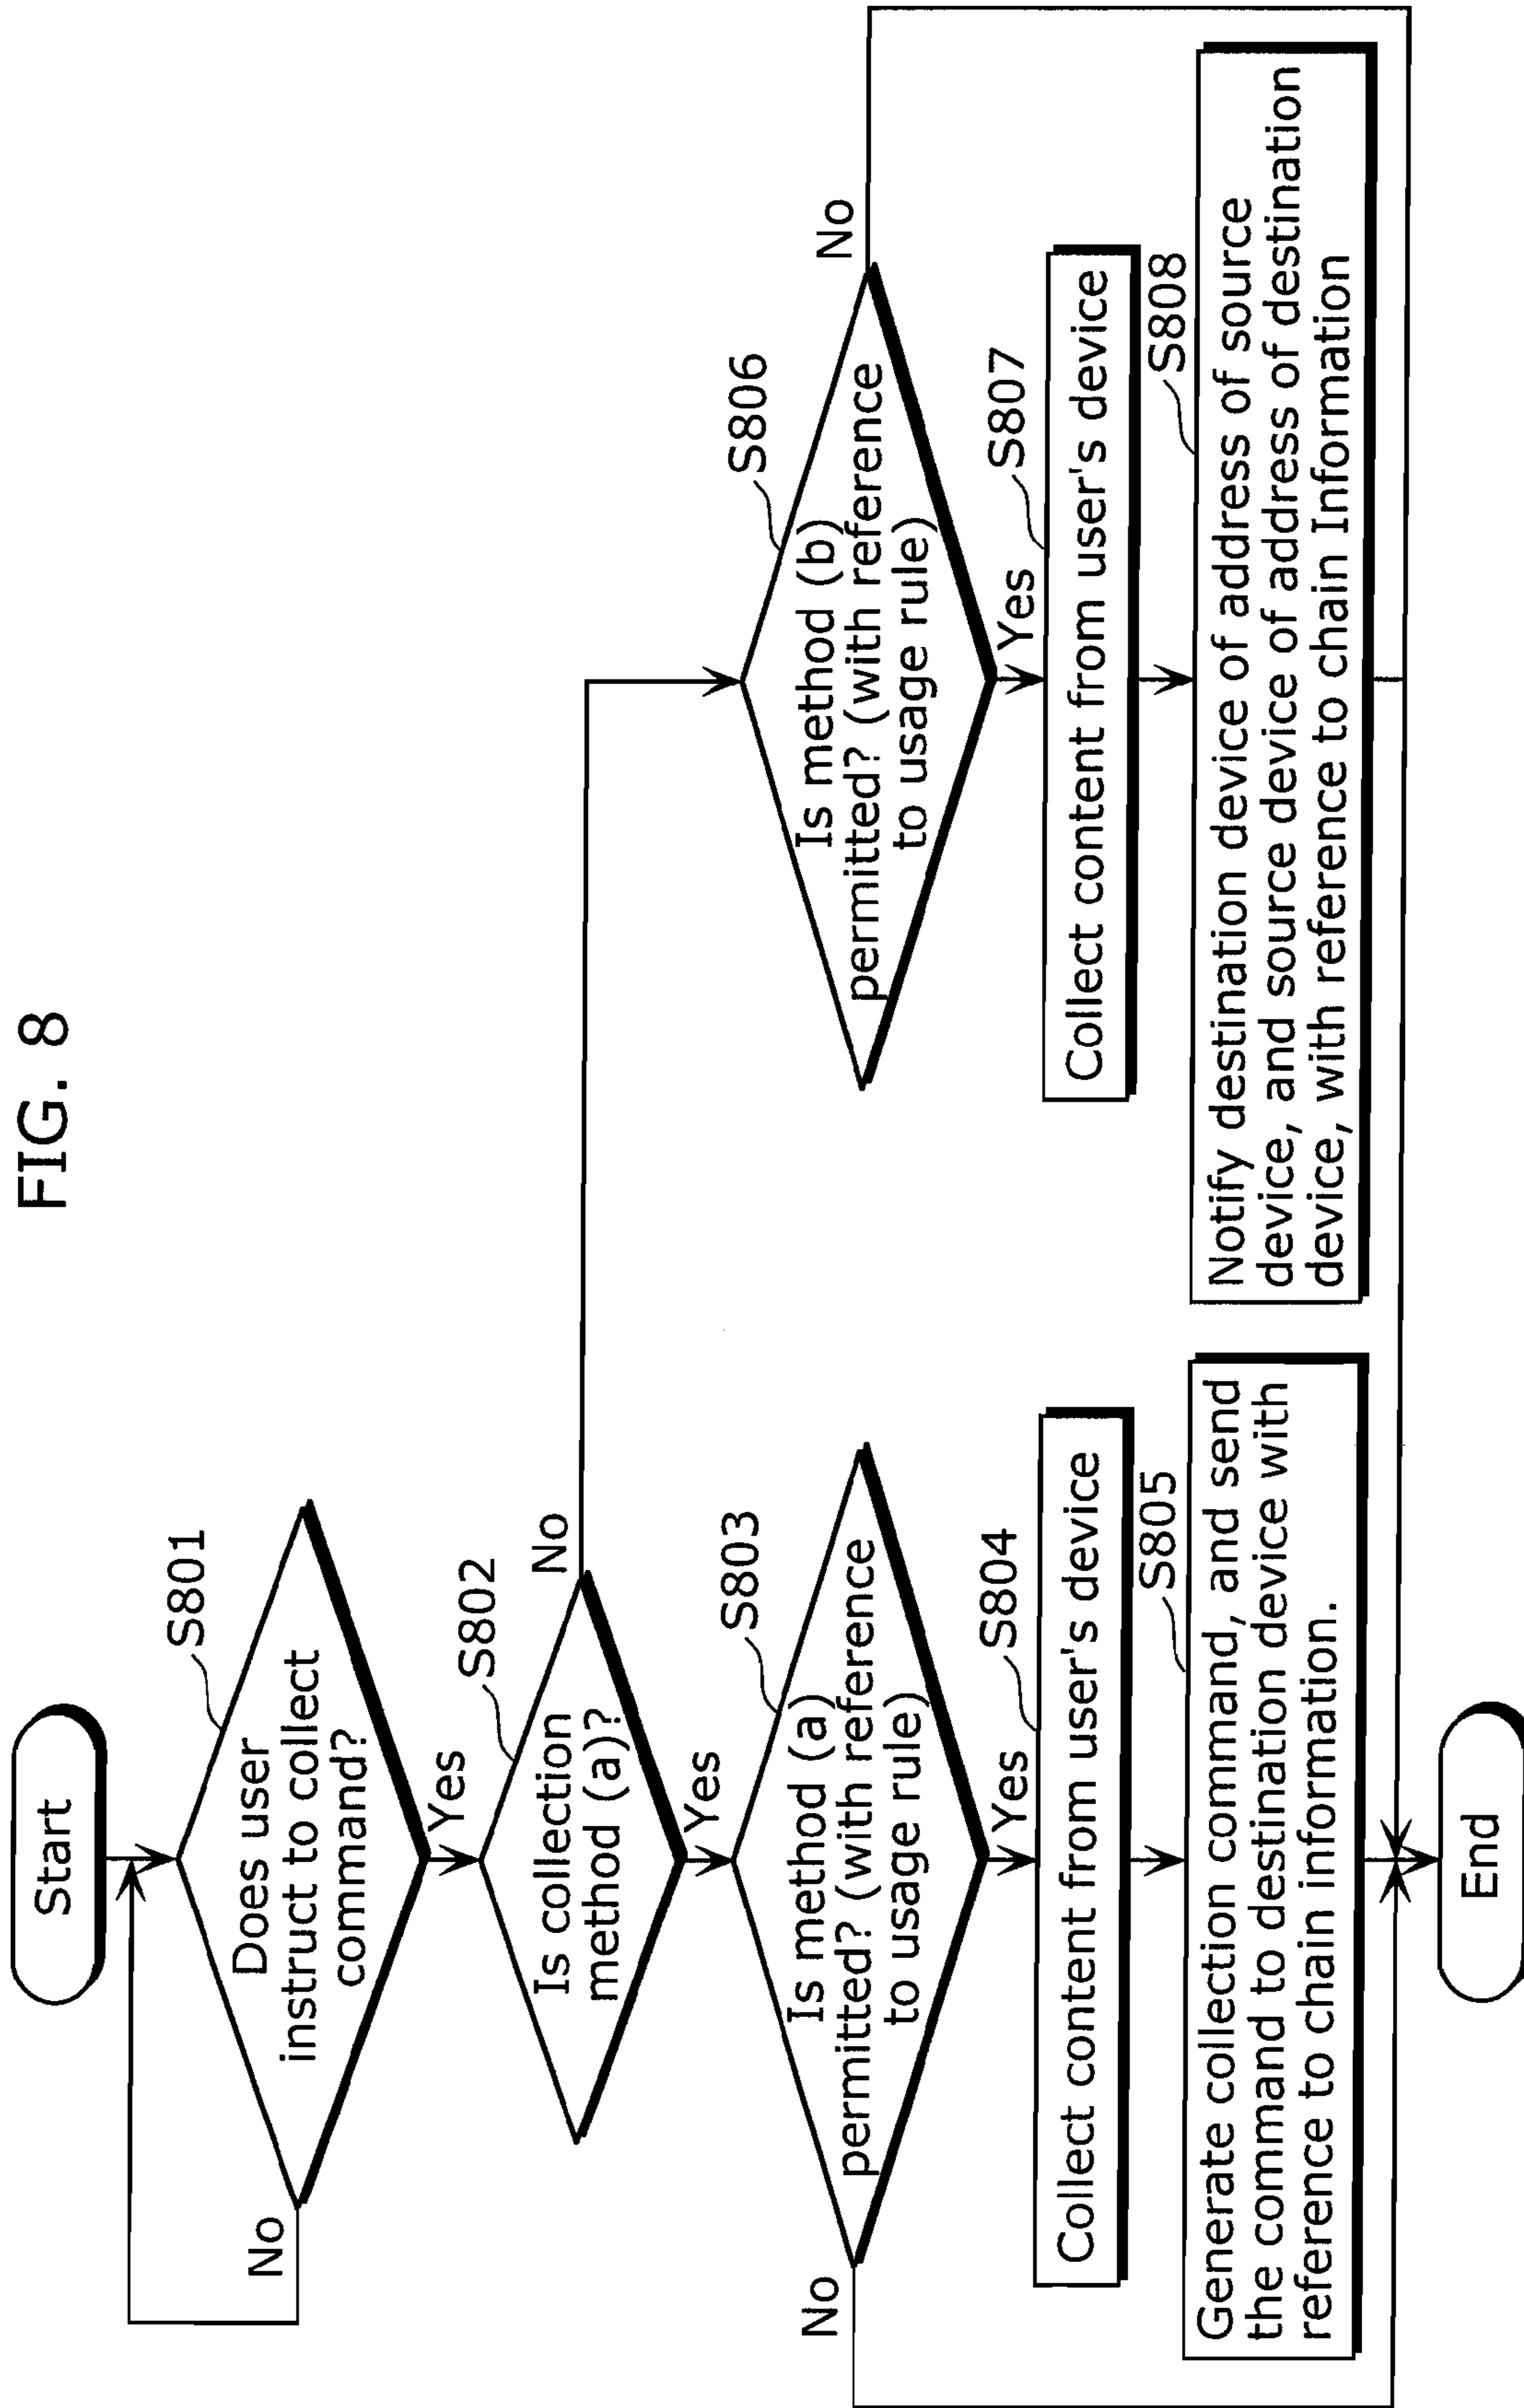 FIG. 8
Start
S801
Does user
instruct to collect
command?
No
Yes
S802
Is collection
method (a)?
No
Yes
S803
Is method (a)
permitted? (with reference
to usage rule)
No
Yes
S804
Collect content from user's device
S805
Generate collection command, and send
the command to destination device with
reference to chain information.
S806
Is method (b)
permitted? (with reference
to usage rule)
No
Yes
S807
Collect content from user's device
S808
Notify destination device of address of source
device, and source device of address of destination
device, with reference to chain Information
End